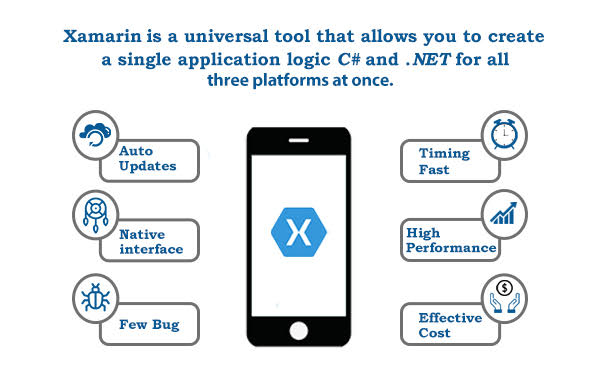 Xamarin is a universal tool that allows you to create
a single application logic C# and .NET for all
three platforms at once.
Auto
Updates
Native
interface
Few Bug
X
Timing
Fast
High
Performance
$
Effective
Cost